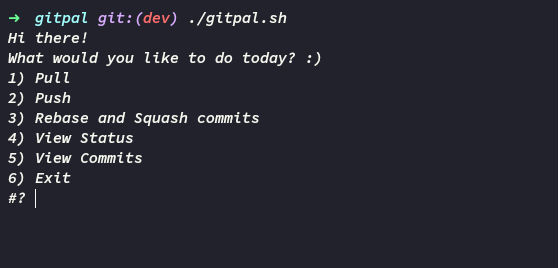 ➜  gitpal git:(dev) ./gitpal.sh
Hi there!
What would you like to do today? :)
1) Pull
2) Push
3) Rebase and Squash commits
4) View Status
5) View Commits
6) Exit
#?